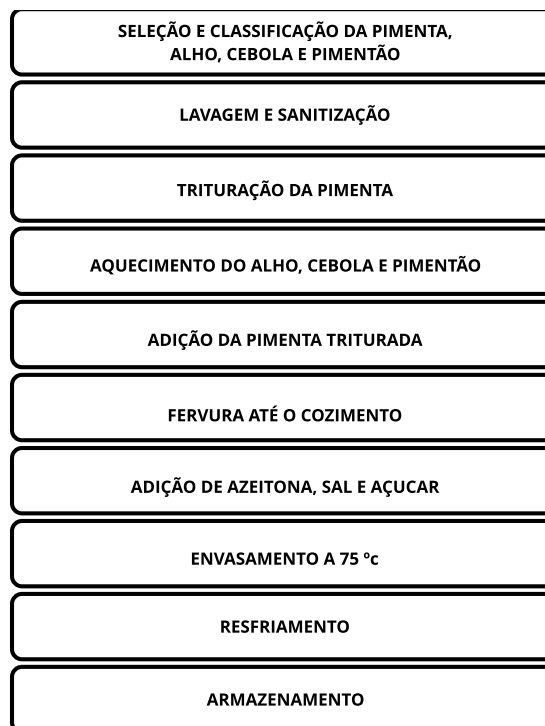 SELEÇÃO E CLASSIFICAÇÃO DA PIMENTA,
ALHO, CEBOLA E PIMENTÃO
LAVAGEM E SANITIZAÇÃO
TRITURAÇÃO DA PIMENTA
AQUECIMENTO DO ALHO, CEBOLA E PIMENTÃO
ADIÇÃO DA PIMENTA TRITURADA
FERVURA ATÉ O COZIMENTO
ADIÇÃO DE AZEITONA, SAL E AÇUCAR
ENVASAMENTO A 75 ºc
RESFRIAMENTO
ARMAZENAMENTO